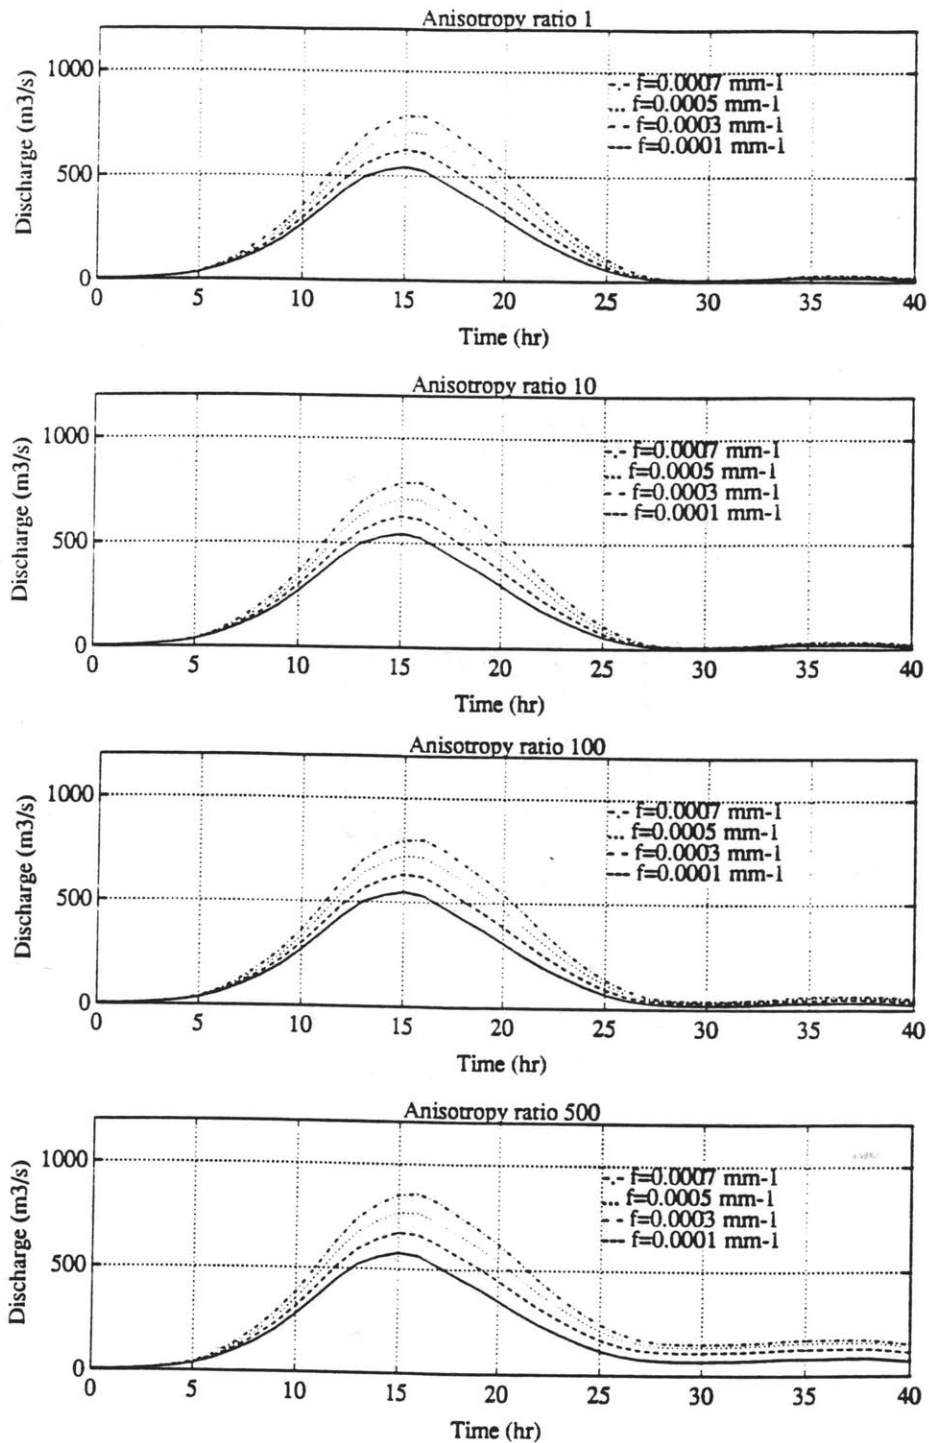 Anisotropy ratio 1
Discharge (m3/s)
1000
500
0
-.- f=0.0007 mm-1
... f=0.0005 mm-1
-- f=0.0003 mm-1
— f=0.0001 mm-1
0 5 10 15 20 25 30 35 40
Time (hr)
Anisotropy ratio 10
Discharge (m3/s)
1000
500
0
-.- f=0.0007 mm-1
... f=0.0005 mm-1
-- f=0.0003 mm-1
— f=0.0001 mm-1
0 5 10 15 20 25 30 35 40
Time (hr)
Anisotropy ratio 100
Discharge (m3/s)
1000
500
0
-.- f=0.0007 mm-1
... f=0.0005 mm-1
-- f=0.0003 mm-1
— f=0.0001 mm-1
0 5 10 15 20 25 30 35 40
Time (hr)
Anisotropy ratio 500
Discharge (m3/s)
1000
500
0
-.- f=0.0007 mm-1
... f=0.0005 mm-1
-- f=0.0003 mm-1
— f=0.0001 mm-1
0 5 10 15 20 25 30 35 40
Time (hr)